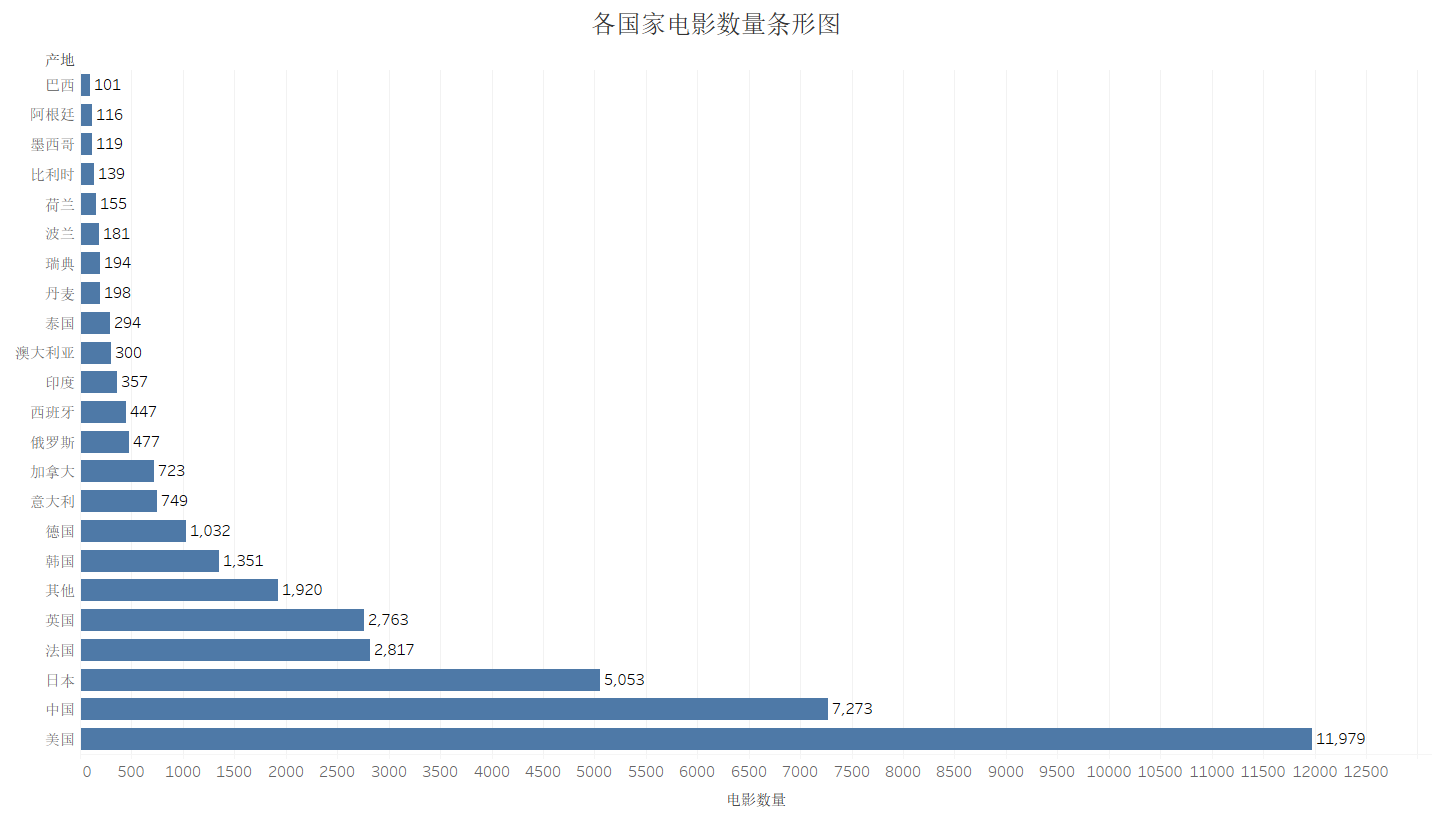 各国家电影数量条形图
产地
巴西 101
阿根廷 116
墨西哥 119
比利时 139
荷兰 155
波兰 181
瑞典 194
丹麦 198
泰国 294
澳大利亚 300
印度 357
西班牙 447
俄罗斯 477
加拿大 723
意大利 749
德国 1,032
韩国 1,351
其他 1,920
英国 2,763
法国 2,817
日本 5,053
中国 7,273
美国 11,979
0 500 1000 1500 2000 2500 3000 3500 4000 4500 5000 5500 6000 6500 7000 7500 8000 8500 9000 9500 10000 10500 11000 11500 12000 12500
电影数量